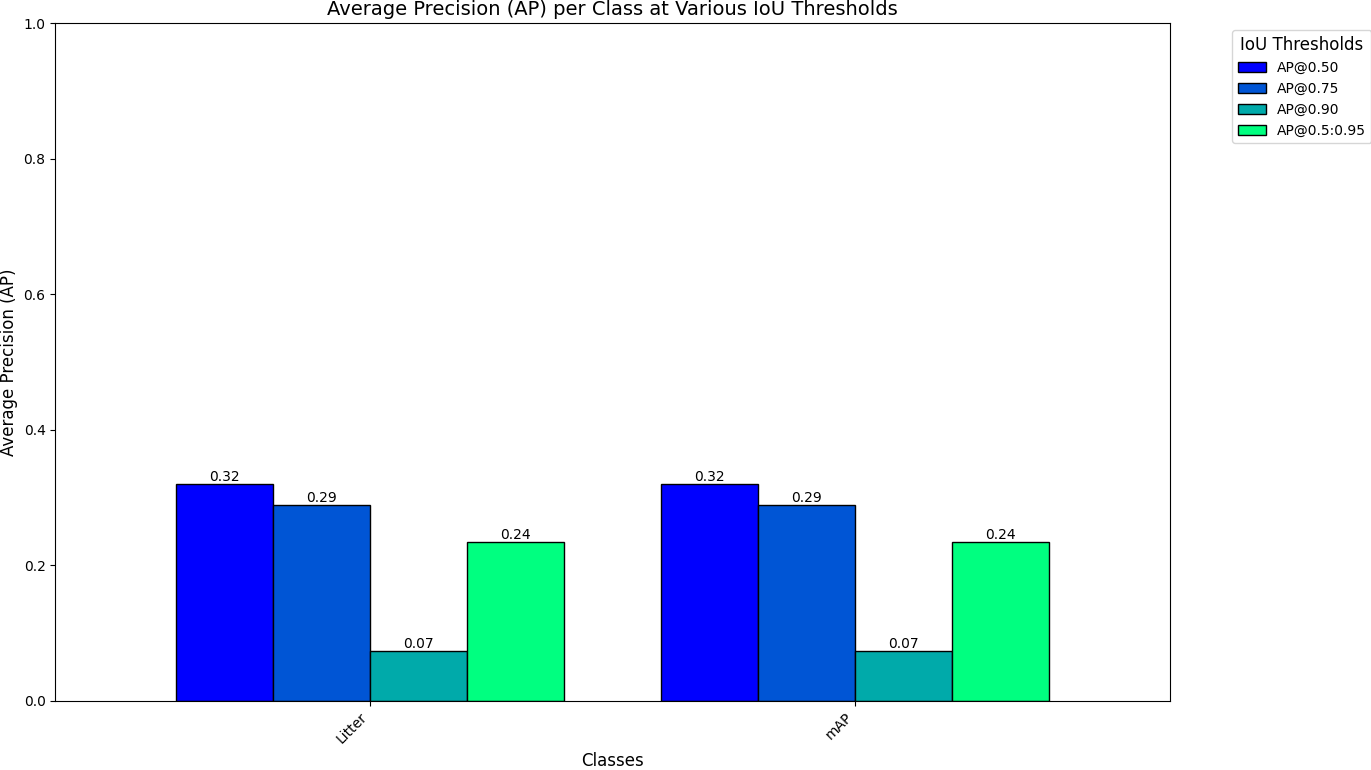 Average Precision (AP) per Class at Various IoU Thresholds
IoU Thresholds
AP@0.50
AP@0.75
AP@0.90
AP@0.5:0.95
Average Precision (AP)
1.0
0.8
0.6
0.4
0.2
0.0
0.32
0.29
0.07
0.24
0.32
0.29
0.07
0.24
Litter
mAP
Classes